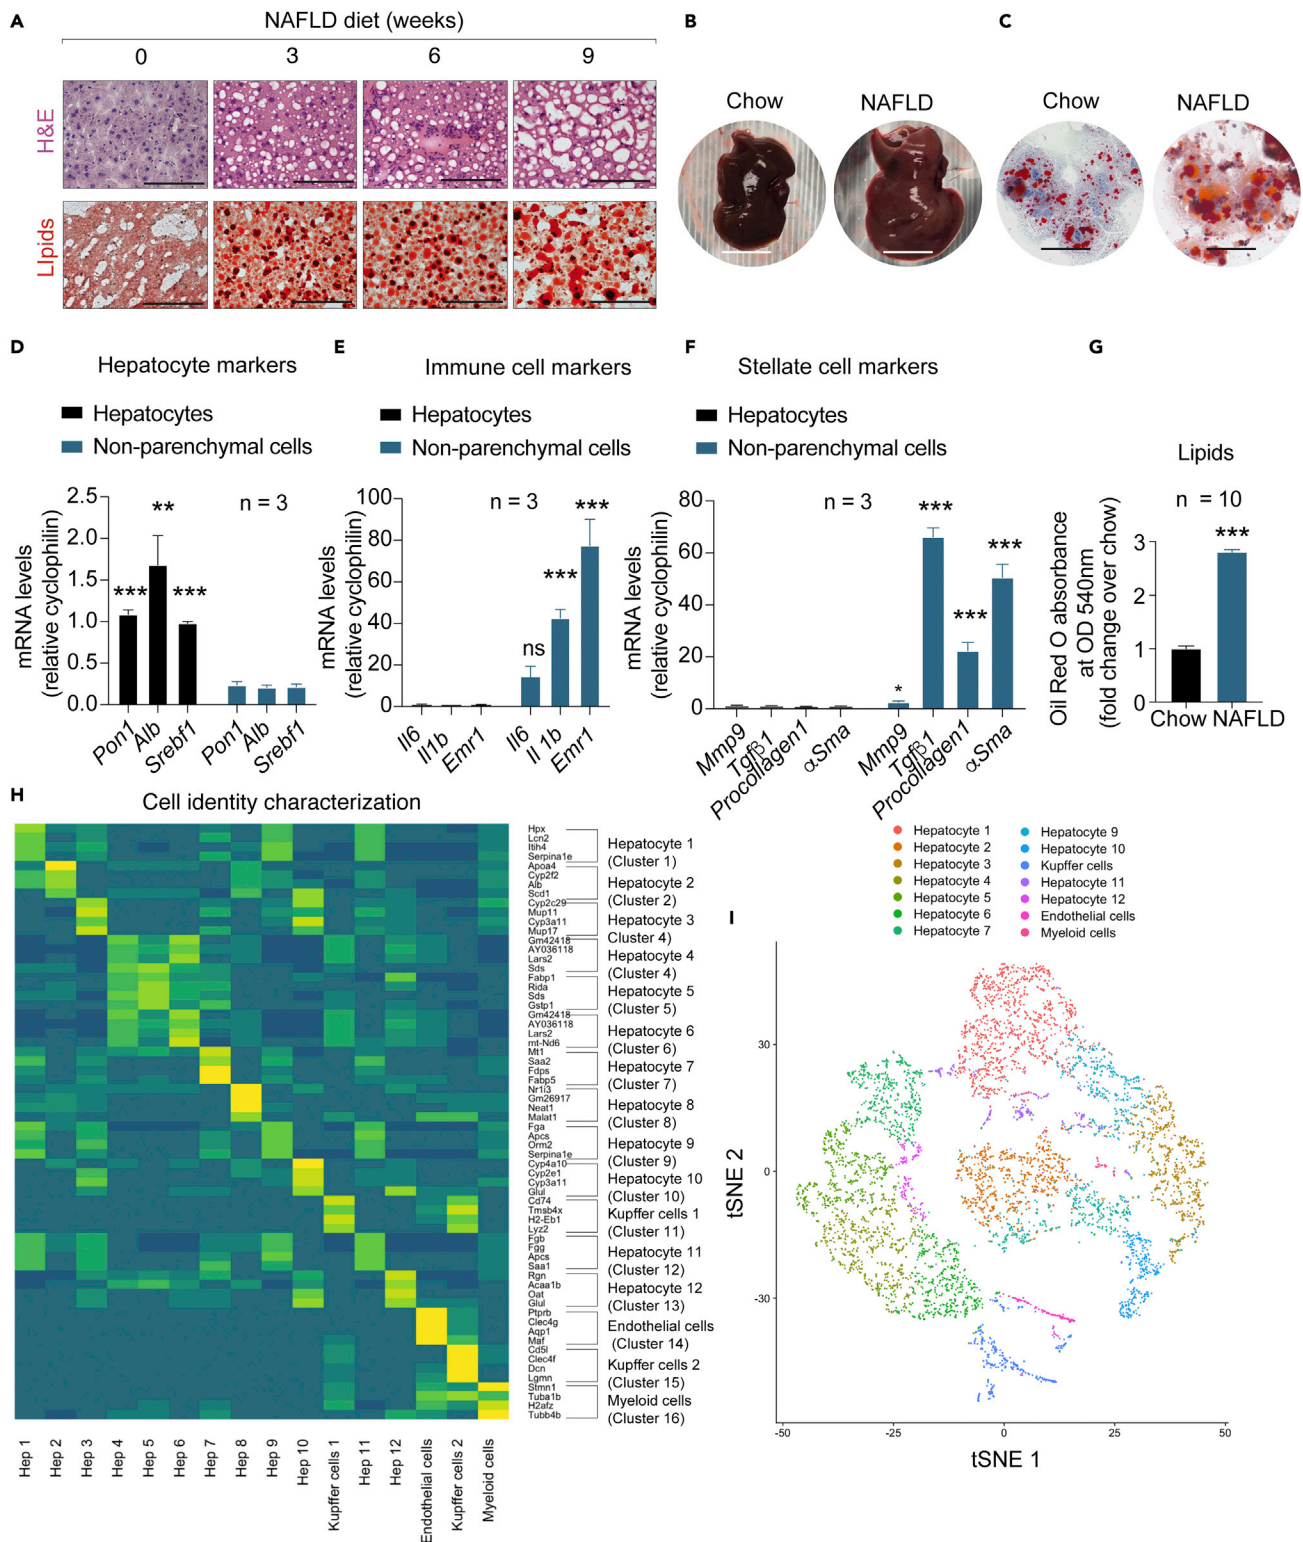 A
NAFLD diet (weeks)
0
3
6
9
H&E
LIpids
B
Chow
NAFLD
C
Chow
NAFLD
D
Hepatocyte markers
Hepatocytes
Non-parenchymal cells
n = 3
mRNA levels
(relative cyclophilin)
2.5
2.0
1.5
1.0
0.5
0.0
***
**
***
Pon1
Alb
Srebf1
Pon1
Alb
Srebf1
E
Immune cell markers
Hepatocytes
Non-parenchymal cells
n = 3
mRNA levels
(relative cyclophilin)
100
80
60
40
20
0
ns
***
***
Il6
Il1b
Emr1
Il6
Il 1b
Emr1
F
Stellate cell markers
Hepatocytes
Non-parenchymal cells
n = 3
mRNA levels
(relative cyclophilin)
80
60
40
20
0
*
***
***
***
Mmp9
Tgfβ1
Procollagen1
αSma
Mmp9
Tgfβ1
Procollagen1
αSma
G
Lipids
n = 10
***
Oil Red O absorbance
at OD 540nm
(fold change over chow)
3
2
1
0
Chow NAFLD
H
Cell identity characterization
Hpx
Lcn2
Itih4
Serpina1e
Apoa4
Cyp2f2
Alb
Scd1
Cyp2c29
Mup11
Cyp3a11
Mup17
Gm42418
AY036118
Lars2
Sds
Fabp1
Rida
Sds
Gstp1
Gm42418
AY036118
Lars2
mt-Nd6
Mt1
Saa2
Fdps
Fabp5
Nr1i3
Gm26917
Neat1
Malat1
Fga
Apcs
Orm2
Serpina1e
Cyp4a10
Cyp2e1
Cyp3a11
Glul
Cd74
Tmsb4x
H2-Eb1
Lyz2
Fgb
Fgg
Apcs
Saa1
Rgn
Acaa1b
Oat
Glul
Ptprb
Clec4g
Aqp1
Maf
Cd5l
Clec4f
Dcn
Lgmn
Stmn1
Tuba1b
H2afz
Tubb4b
Hepatocyte 1
(Cluster 1)
Hepatocyte 2
(Cluster 2)
Hepatocyte 3
Cluster 4)
Hepatocyte 4
(Cluster 4)
Hepatocyte 5
(Cluster 5)
Hepatocyte 6
(Cluster 6)
Hepatocyte 7
(Cluster 7)
Hepatocyte 8
(Cluster 8)
Hepatocyte 9
(Cluster 9)
Hepatocyte 10
(Cluster 10)
Kupffer cells 1
(Cluster 11)
Hepatocyte 11
(Cluster 12)
Hepatocyte 12
(Cluster 13)
Endothelial cells
(Cluster 14)
Kupffer cells 2
(Cluster 15)
Myeloid cells
(Cluster 16)
Hep 1
Hep 2
Hep 3
Hep 4
Hep 5
Hep 6
Hep 7
Hep 8
Hep 9
Hep 10
Kupffer cells 1
Hep 11
Hep 12
Endothelial cells
Kupffer cells 2
Myeloid cells
I
Hepatocyte 1
Hepatocyte 2
Hepatocyte 3
Hepatocyte 4
Hepatocyte 5
Hepatocyte 6
Hepatocyte 7
Hepatocyte 9
Hepatocyte 10
Kupffer cells
Hepatocyte 11
Hepatocyte 12
Endothelial cells
Myeloid cells
tSNE 2
30
0
-30
-50
-25
0
25
50
tSNE 1